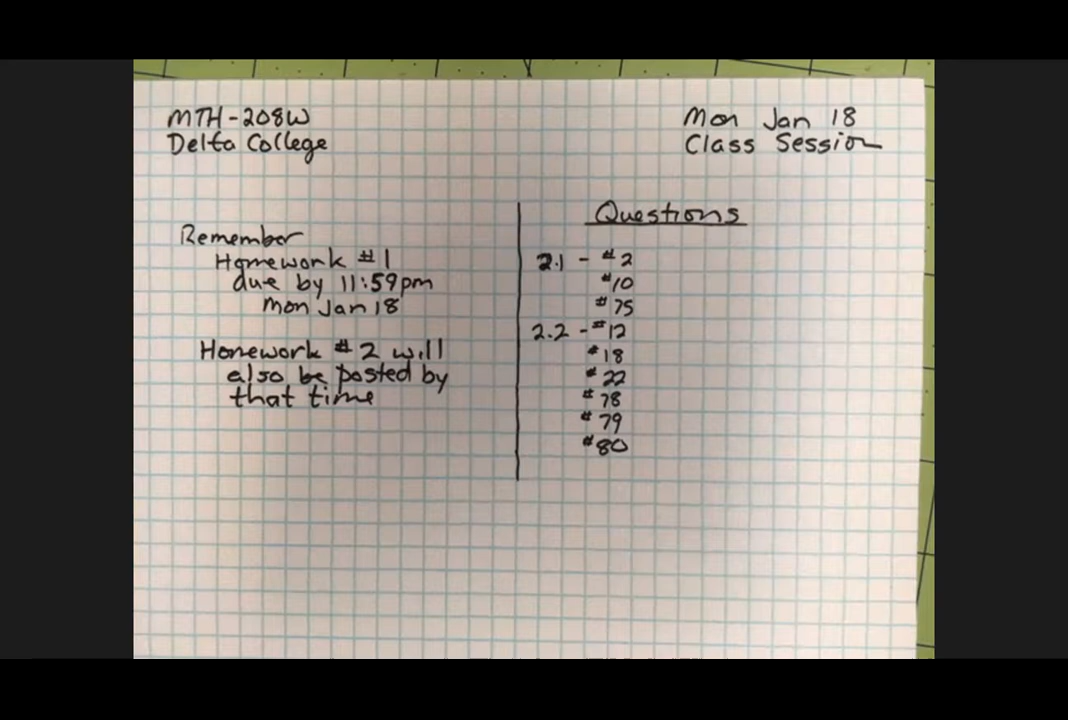 MTH-208W
Delta College
Mon Jan 18
Class Session
Remember
Homework #1
due by 11:59pm
Mon Jan 18
Homework #2 will
also be posted by
that time
Questions
2.1 - #2
#10
#75
2.2 - #12
#18
#22
#78
#79
#80